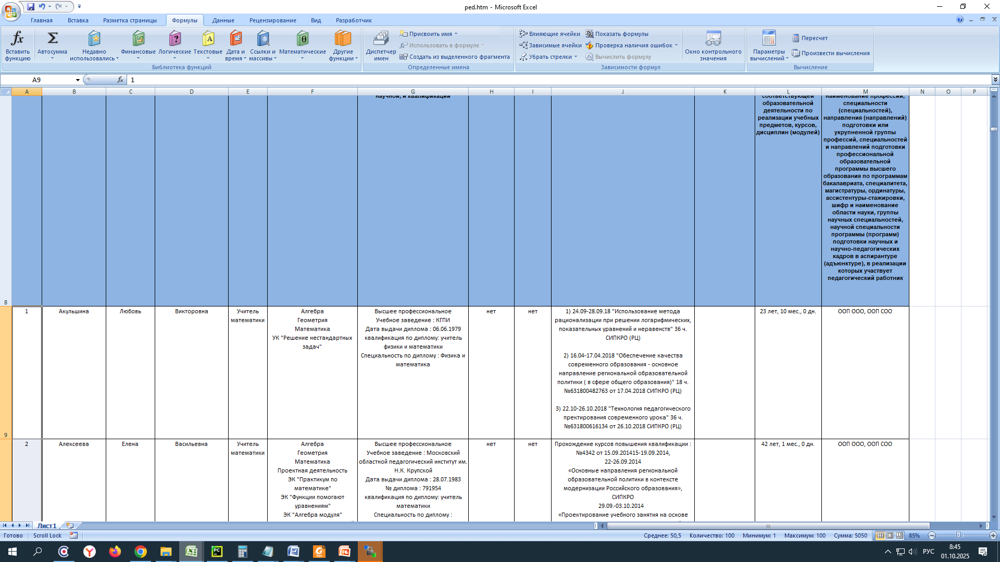 ped.htm - Microsoft Excel
Главная Вставка Разметка страницы Формулы Данные Рецензирование Вид Разработчик
Вставить функцию
Автосумма
Недавно использовались
Финансовые
Логические
Текстовые
Дата и время
Ссылки и массивы
Математические
Другие функции
Библиотека функций
Диспетчер имен
Присвоить имя
Использовать в формуле
Создать из выделенного фрагмента
Определенные имена
Влияющие ячейки
Зависимые ячейки
Убрать стрелки
Показать формулы
Проверка наличия ошибок
Вычислить формулу
Зависимости формул
Окно контрольного значения
Параметры вычислений
Пересчет
Произвести вычисления
Вычисление
A9 fx 1
A B C D E F G H I J K L M N O P
научной, и квалификации
соответствующей
образовательной
деятельности по
реализации учебных
предметов, курсов,
дисциплин (модулей)
наименование профессии,
специальности
(специальностей),
направления (направлений)
подготовки или
укрупненной группы
профессий, специальностей
и направлений подготовки
профессиональной
образовательной
программы высшего
образования по программам
бакалавриата, специалитета,
магистратуры, ординатуры,
ассистентуры-стажировки,
шифр и наименование
области науки, группы
научных специальностей,
научной специальности
программы (программ)
подготовки научных и
научно-педагогических
кадров в аспирантуре
(адъюнктуре), в реализации
которых участвует
педагогический работник
8
1
Акульшина
Любовь
Викторовна
Учитель
математики
Алгебра
Геометрия
Математика
УК "Решение нестандартных
задач"
Высшее профессиональное
Учебное заведение : КГПИ
Дата выдачи диплома : 06.06.1979
квалификация по диплому: учитель
физики и математики
Специальность по диплому : Физика и
математика
нет
нет
1) 24.09-28.09.18 "Использование метода
рационализации при решении логарифмических,
показательных уравнений и неравенств" 36 ч.
СИПКРО (РЦ)
2) 16.04-17.04.2018 "Обеспечение качества
современного образования - основное
направление региональной образовательной
политики ( в сфере общего образования)" 18 ч.
№631800482763 от 17.04.2018 СИПКРО (РЦ)
3) 22.10-26.10.2018 "Технология педагогического
пректирования современного урока" 36 ч.
№631800616134 от 26.10.2018 СИПКРО (РЦ)
23 лет, 10 мес., 0 дн.
ООП ООО, ООП СОО
9
2
Алексеева
Елена
Васильевна
Учитель
математики
Алгебра
Геометрия
Математика
Проектная деятельность
ЭК "Практикум по
математике"
ЭК "Функции помогают
уравнениям"
ЭК "Алгебра модуля"
Высшее профессиональное
Учебное заведение : Московский
областной педагогический институт им.
Н.К. Крупской
Дата выдачи диплома : 28.07.1983
№ диплома : 791954
квалификация по диплому: учитель
математики
Специальность по диплому :
нет
нет
Прохождение курсов повышения квалификации :
№4342 от 15.09.201415-19.09.2014,
22-26.09.2014
«Основные направления региональной
образовательной политики в контексте
модернизации Российского образования»,
СИПКРО
29.09.-03.10.2014
«Проектирование учебного занятия на основе
42 лет, 1 мес., 0 дн.
ООП ООО, ООП СОО
Лист1
Готово Scroll Lock Среднее: 50,5 Количество: 100 Минимум: 1 Максимум: 100 Сумма: 5050 85%
РУС
8:45
01.10.2025